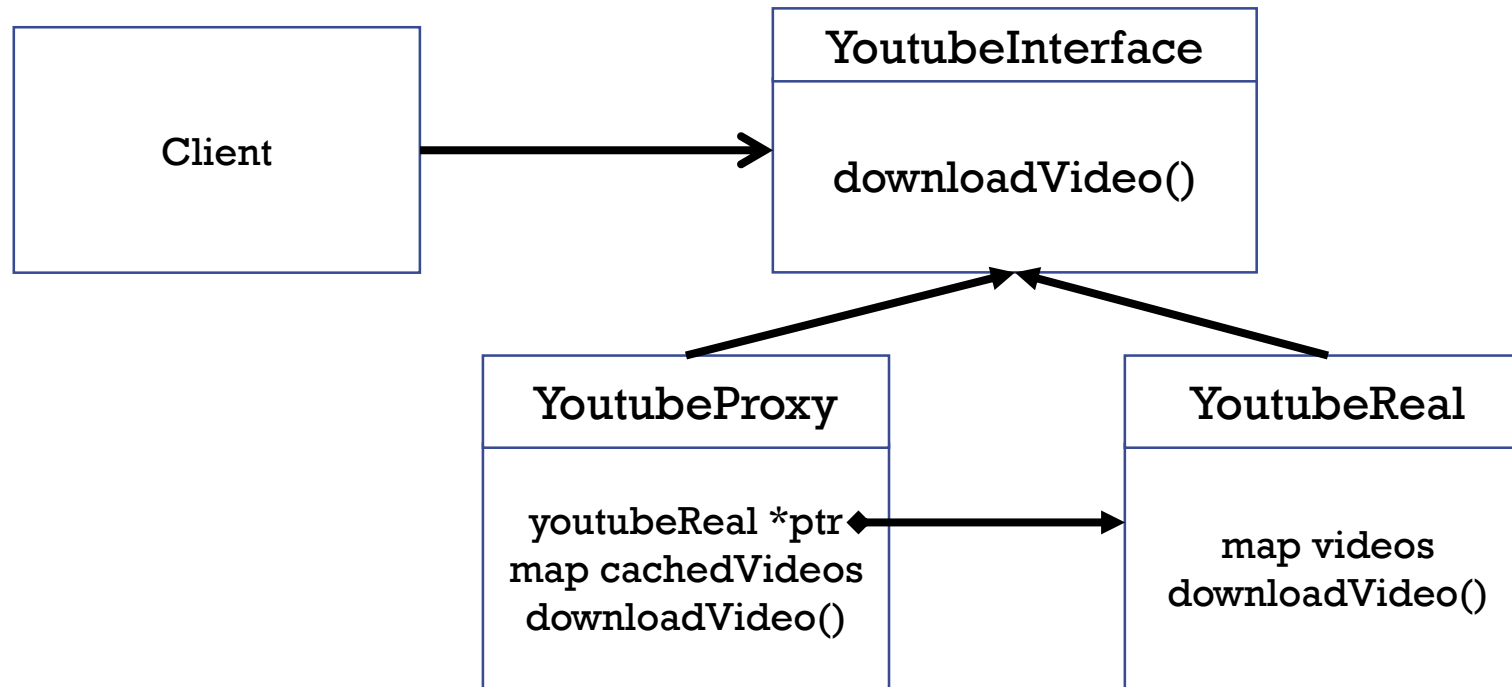 Client
YoutubeInterface
downloadVideo()
YoutubeProxy
youtubeReal *ptr
map cachedVideos
downloadVideo()
YoutubeReal
map videos
downloadVideo()